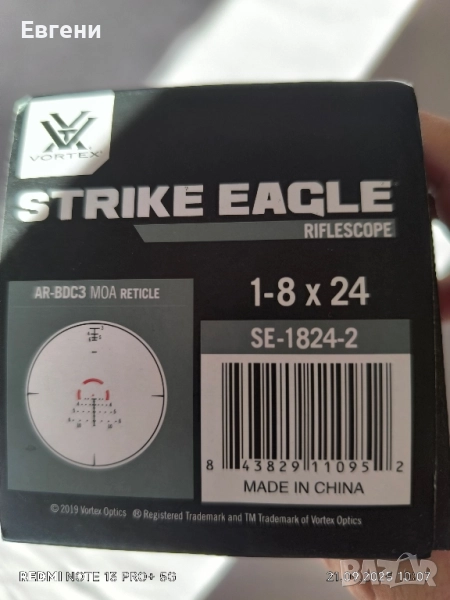 Евгени
VORTEX
STRIKE EAGLE
RIFLESCOPE
AR-BDC3 MOA RETICLE
1-8 x 24
SE-1824-2
8 43829 11095 2
MADE IN CHINA
© 2019 Vortex Optics ® Registered Trademark and TM Trademark of Vortex Optics
REDMI NOTE 13 PRO+ 5G
21.09.2025 10:07
BAZAR